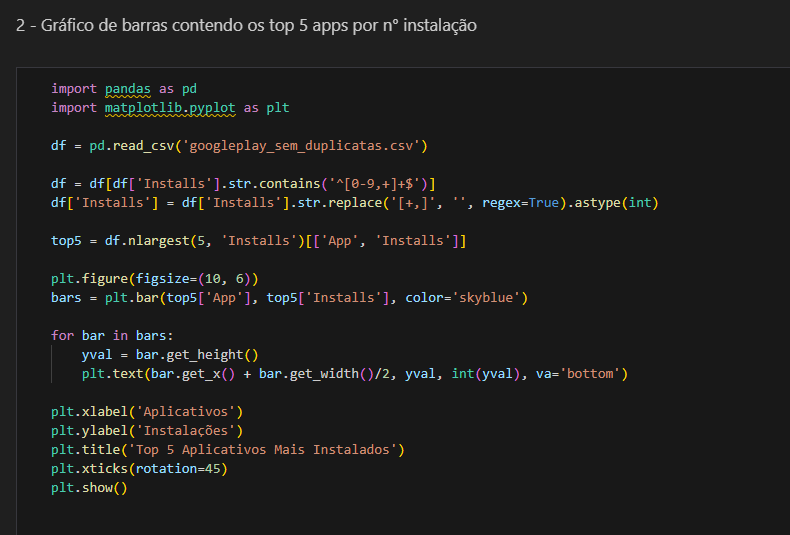 2 - Gráfico de barras contendo os top 5 apps por n° instalação
import pandas as pd
import matplotlib.pyplot as plt
df = pd.read_csv('googleplay_sem_duplicatas.csv')
df = df[df['Installs'].str.contains('^[0-9,+]+$')]
df['Installs'] = df['Installs'].str.replace('[+,]', '', regex=True).astype(int)
top5 = df.nlargest(5, 'Installs')[['App', 'Installs']]
plt.figure(figsize=(10, 6))
bars = plt.bar(top5['App'], top5['Installs'], color='skyblue')
for bar in bars:
    yval = bar.get_height()
    plt.text(bar.get_x() + bar.get_width()/2, yval, int(yval), va='bottom')
plt.xlabel('Aplicativos')
plt.ylabel('Instalações')
plt.title('Top 5 Aplicativos Mais Instalados')
plt.xticks(rotation=45)
plt.show()